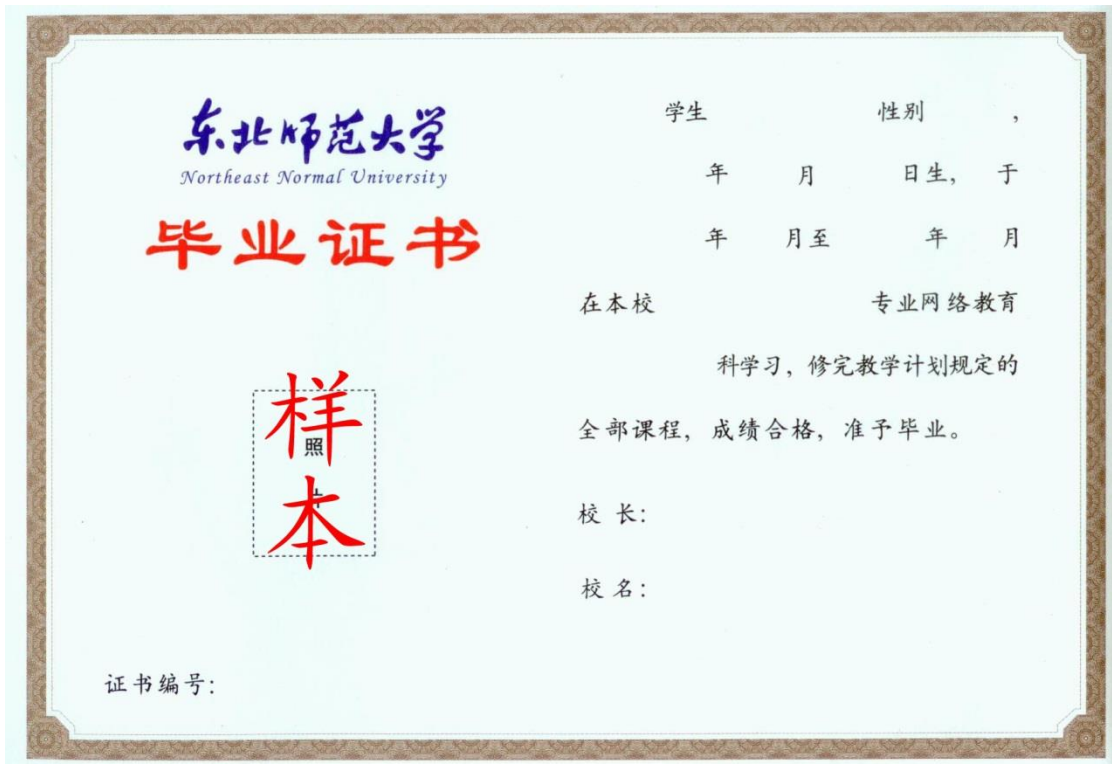 东北师范大学
Northeast Normal University
毕业证书
样
照
本
证书编号:
学生 性别 ,
年 月 日生, 于
年 月至 年 月
在本校 专业网络教育
科学习, 修完教学计划规定的
全部课程, 成绩合格, 准予毕业。
校 长:
校 名: